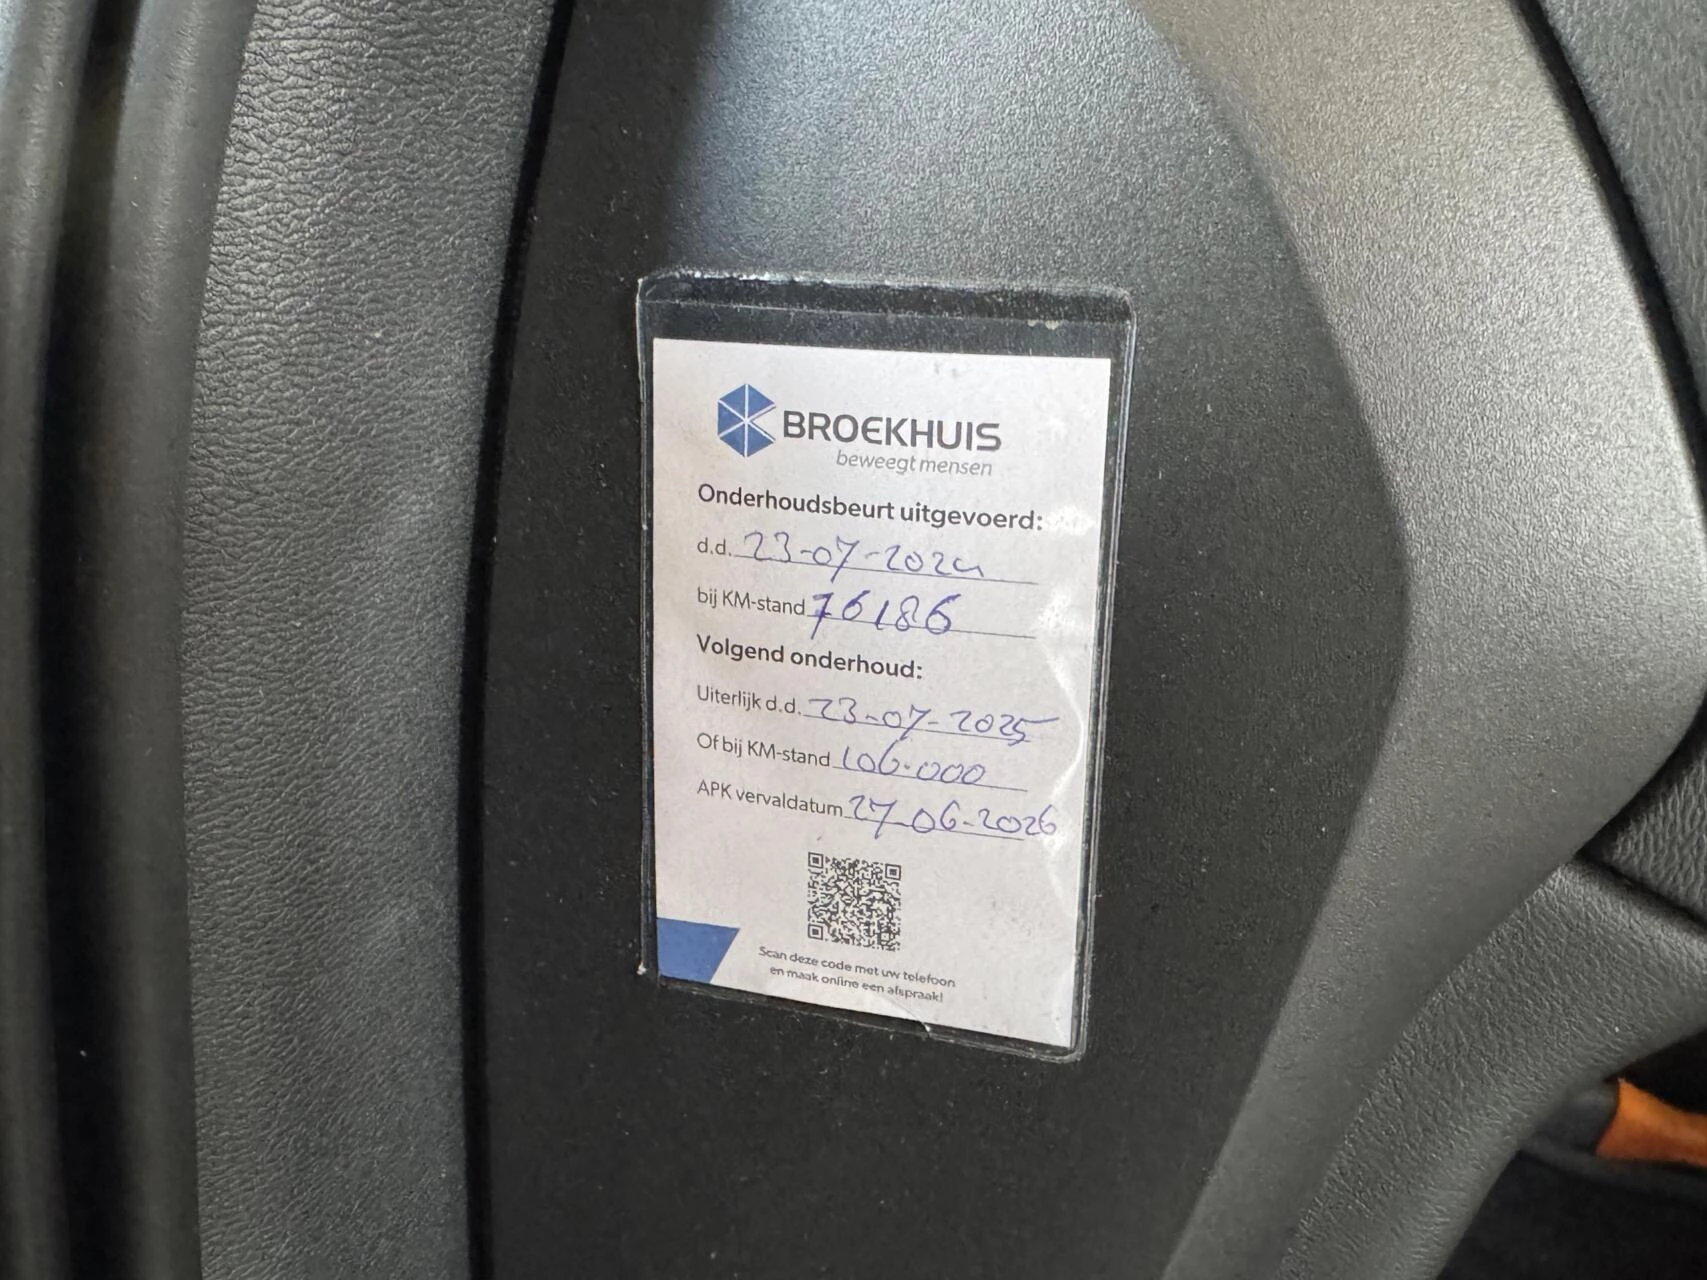 BROEKHUIS
beweegt mensen
Onderhoudsbeurt uitgevoerd:
d.d. 23-07-2024
bij KM-stand 76186
Volgend onderhoud:
Uiterlijk d.d. 23-07-2025
Of bij KM-stand 106.000
APK vervaldatum 27-06-2026
Scan deze code met uw telefoon
en maak online een afspraak!